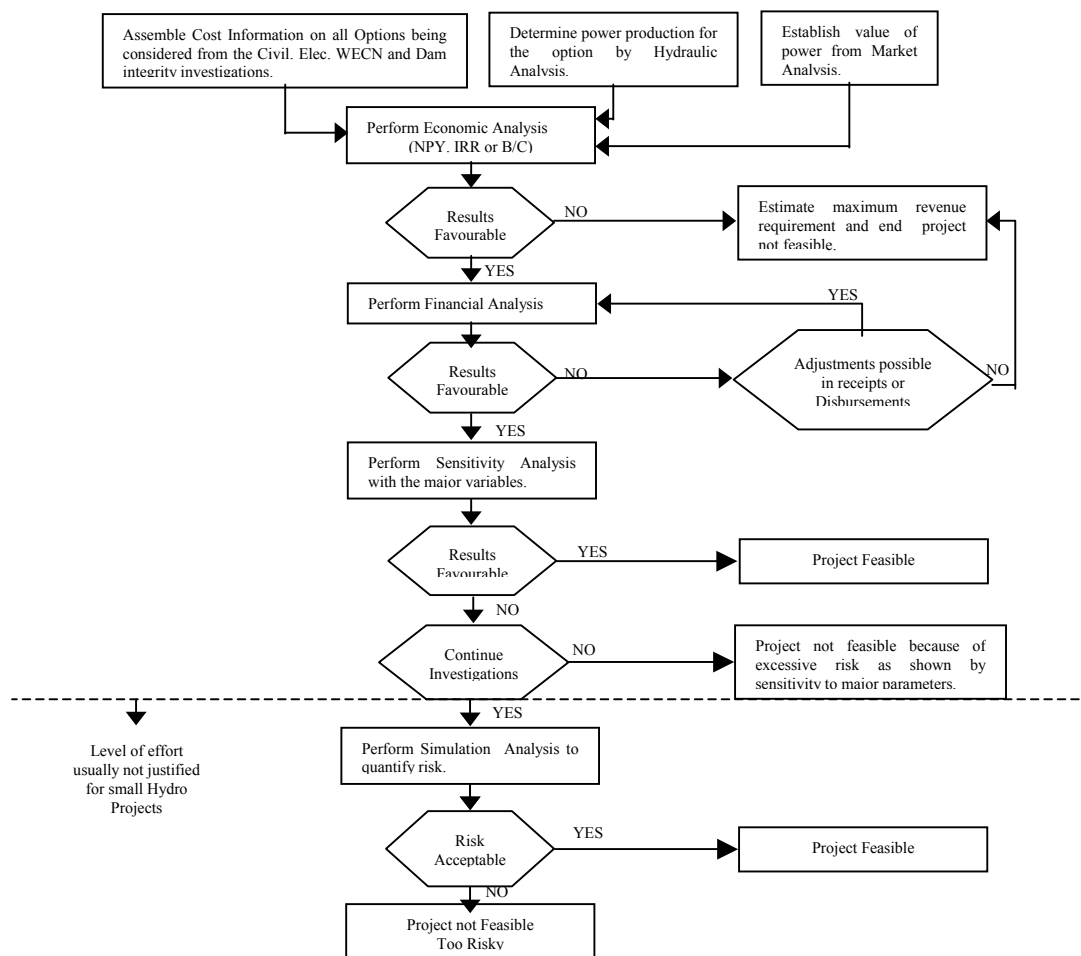 Assemble Cost Information on all Options being
considered from the Civil. Elec. WECN and Dam
integrity investigations.
Determine power production for
the option by Hydraulic
Analysis.
Establish value of
power from Market
Analysis.
Perform Economic Analysis
(NPY. IRR or B/C)
Results
Favourable
NO
Estimate maximum revenue
requirement and end project
not feasible.
YES
Perform Financial Analysis
YES
Results
Favourable
NO
Adjustments possible
in receipts or
Disbursements
NO
YES
Perform Sensitivity Analysis
with the major variables.
Results
Favourable
YES
Project Feasible
NO
Continue
Investigations
NO
Project not feasible because of
excessive risk as shown by
sensitivity to major parameters.
YES
Level of effort
usually not justified
for small Hydro
Projects
Perform Simulation Analysis to
quantify risk.
Risk
Acceptable
YES
Project Feasible
NO
Project not Feasible
Too Risky